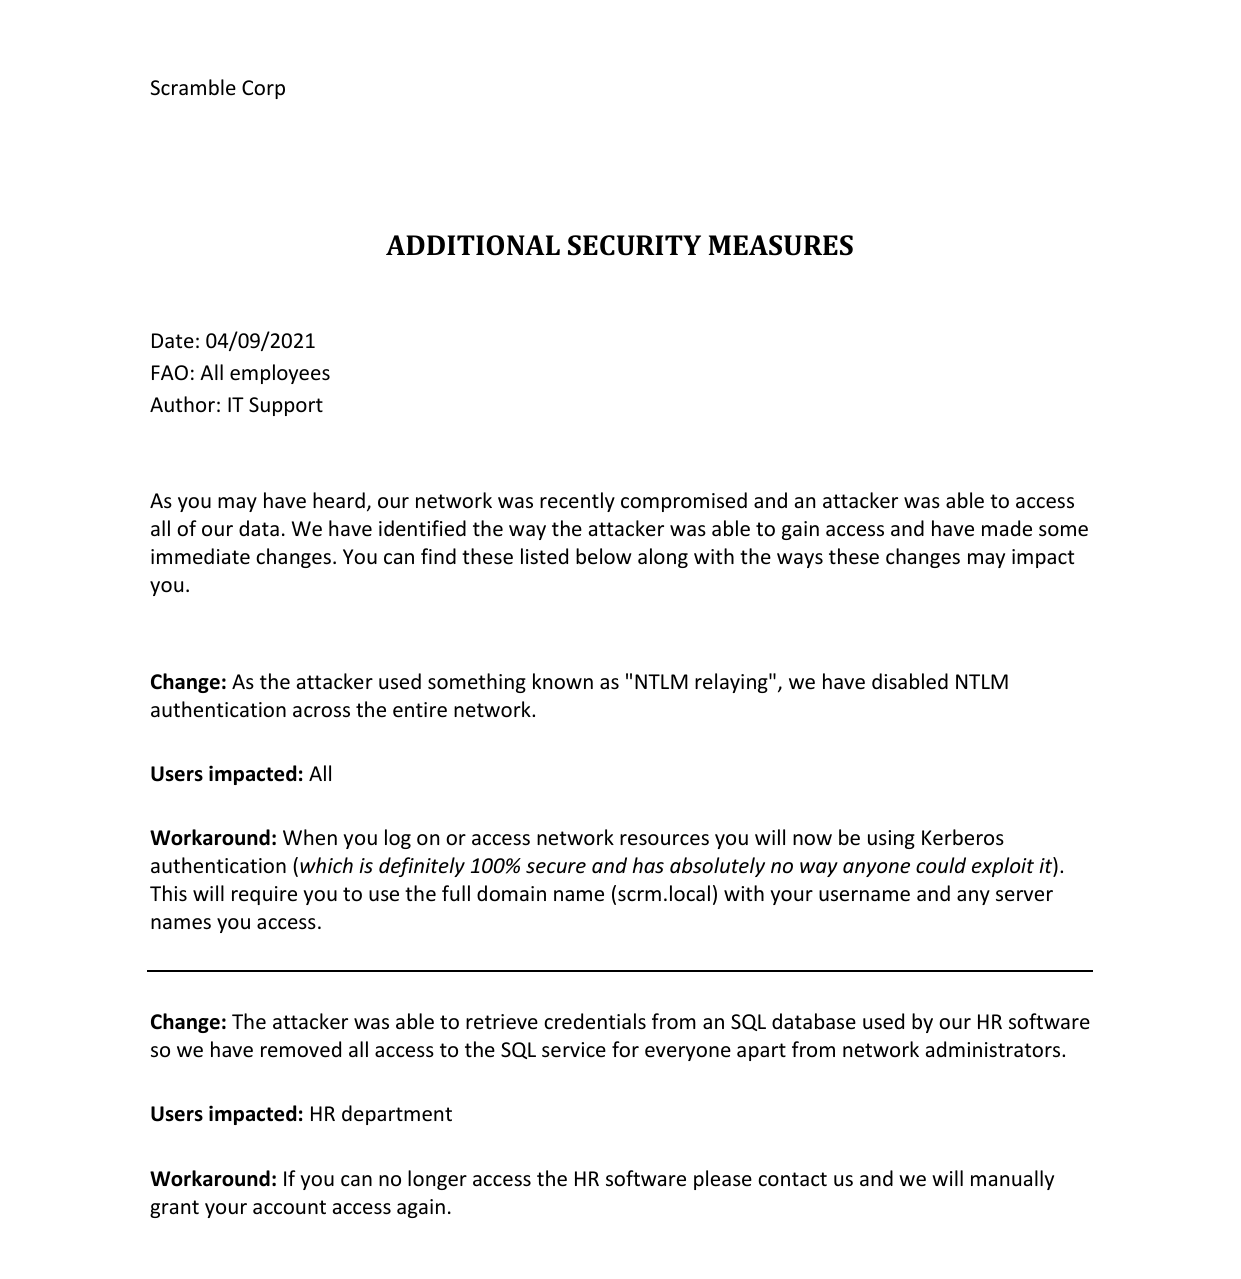 Scramble Corp
ADDITIONAL SECURITY MEASURES
Date: 04/09/2021
FAO: All employees
Author: IT Support
As you may have heard, our network was recently compromised and an attacker was able to access
all of our data. We have identified the way the attacker was able to gain access and have made some
immediate changes. You can find these listed below along with the ways these changes may impact
you.
Change: As the attacker used something known as "NTLM relaying", we have disabled NTLM
authentication across the entire network.
Users impacted: All
Workaround: When you log on or access network resources you will now be using Kerberos
authentication (which is definitely 100% secure and has absolutely no way anyone could exploit it).
This will require you to use the full domain name (scrm.local) with your username and any server
names you access.
Change: The attacker was able to retrieve credentials from an SQL database used by our HR software
so we have removed all access to the SQL service for everyone apart from network administrators.
Users impacted: HR department
Workaround: If you can no longer access the HR software please contact us and we will manually
grant your account access again.